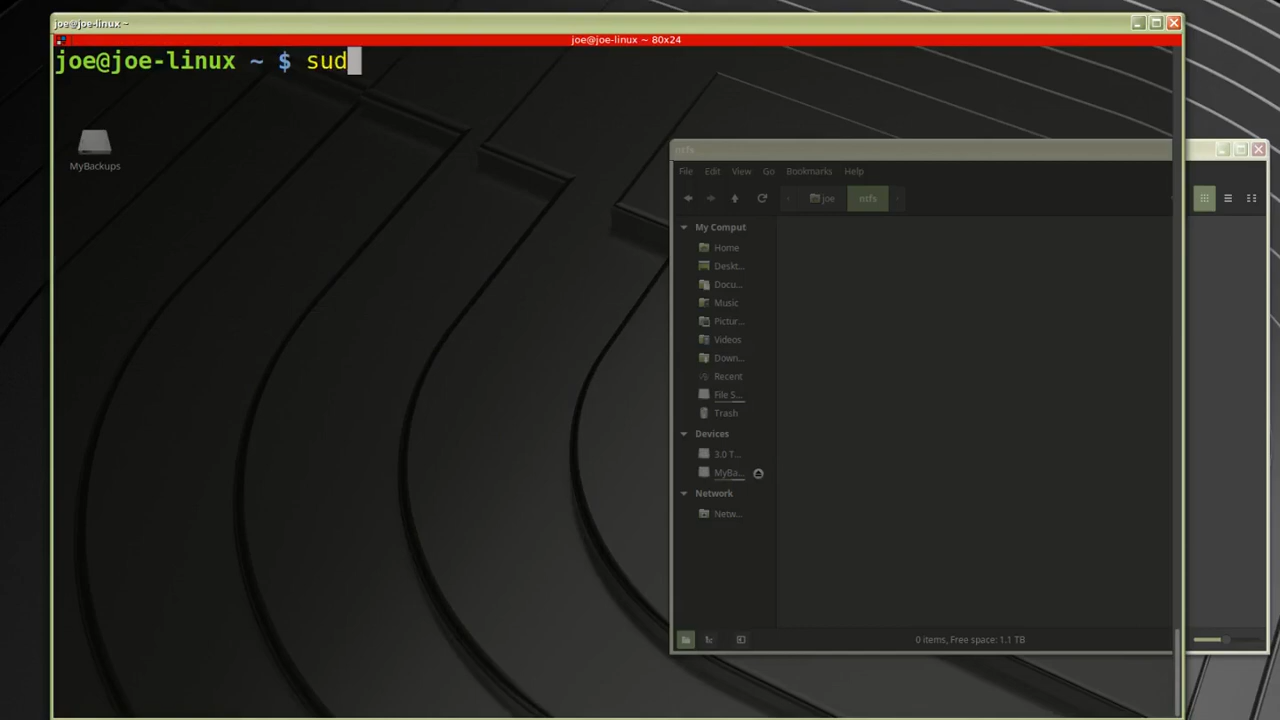 joe@joe-linux ~
joe@joe-linux ~ 80x24
joe@joe-linux ~ $ sud
MyBackups
ntfs
File Edit View Go Bookmarks Help
joe ntfs
My Comput
Home
Deskt...
Docu...
Music
Pictur...
Videos
Down...
Recent
File S...
Trash
Devices
3.0 T...
MyBa...
Network
Netw...
0 items, Free space: 1.1 TB